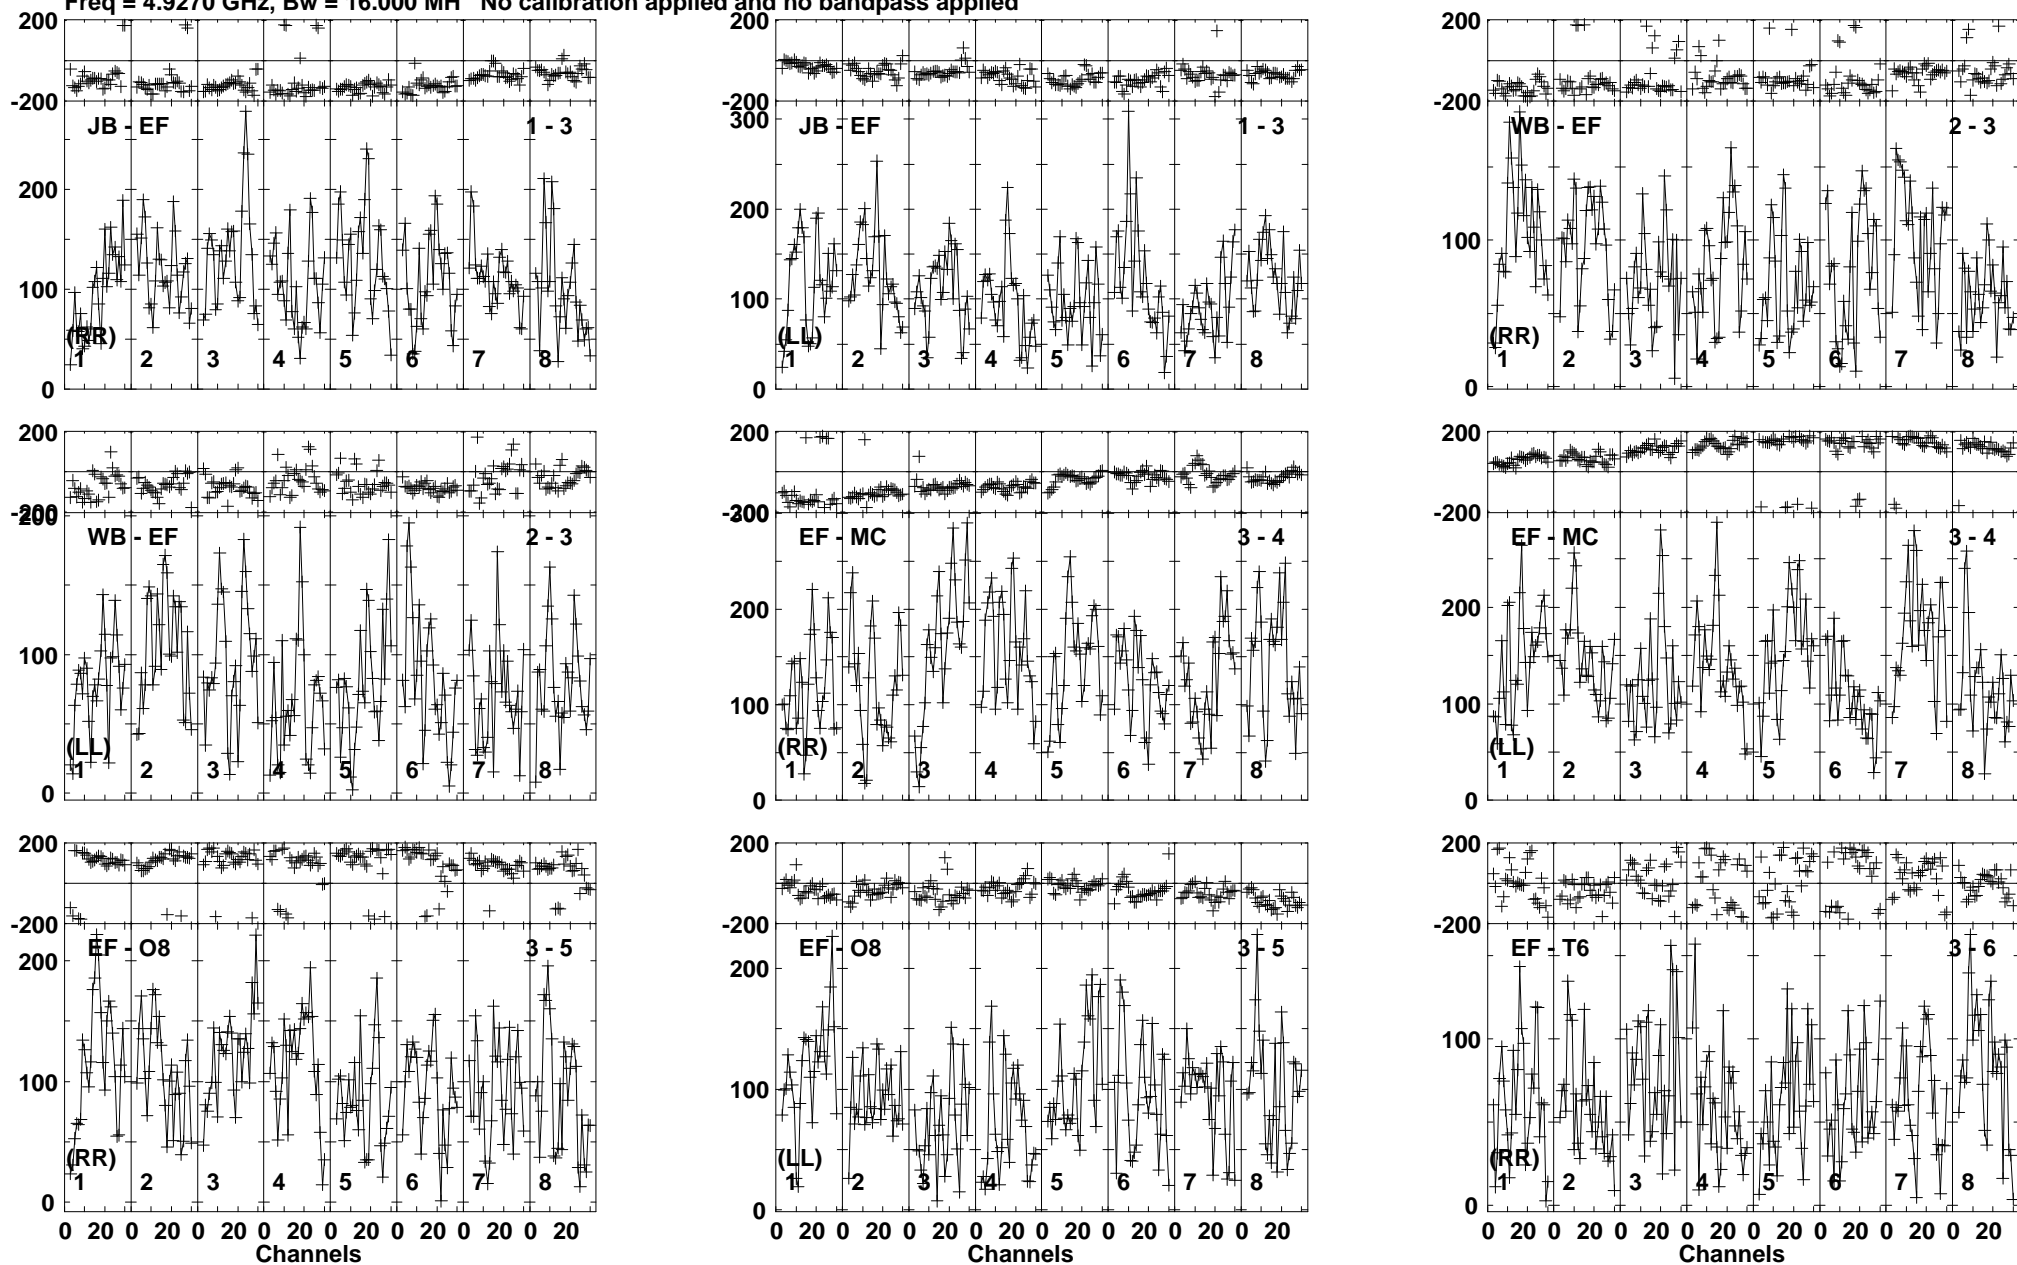 Freq = 4.9270 GHz, Bw = 16.000 MH No calibration applied and no bandpass applied
200 200 200
-200 -200 -200
JB - EF 1 - 3 300 JB - EF 1 - 3 WB - EF 2 - 3
200 200
100 100 100
(RR) (LL) (RR)
1 2 3 4 5 6 7 8 1 2 3 4 5 6 7 8 1 2 3 4 5 6 7 8
0 0 0
200 200 200
-200 -200 -200
200 300
WB - EF 2 - 3 EF - MC 3 - 4 EF - MC 3 - 4
200 200
100 100 100
(LL) (RR) (LL)
1 2 3 4 5 6 7 8 1 2 3 4 5 6 7 8 1 2 3 4 5 6 7 8
0 0 0
200 200 200
-200 -200 -200
EF - O8 3 - 5 EF - O8 3 - 5 EF - T6 3 - 6
200 200
100 100 100
(RR) (LL) (RR)
1 2 3 4 5 6 7 8 1 2 3 4 5 6 7 8 1 2 3 4 5 6 7 8
0 0 0
0 20 0 20 0 20 0 20 0 20 0 20 0 20 0 20 0 20 0 20 0 20 0 20 0 20 0 20 0 20 0 20 0 20 0 20 0 20 0 20 0 20 0 20 0 20 0 20
Channels Channels Channels